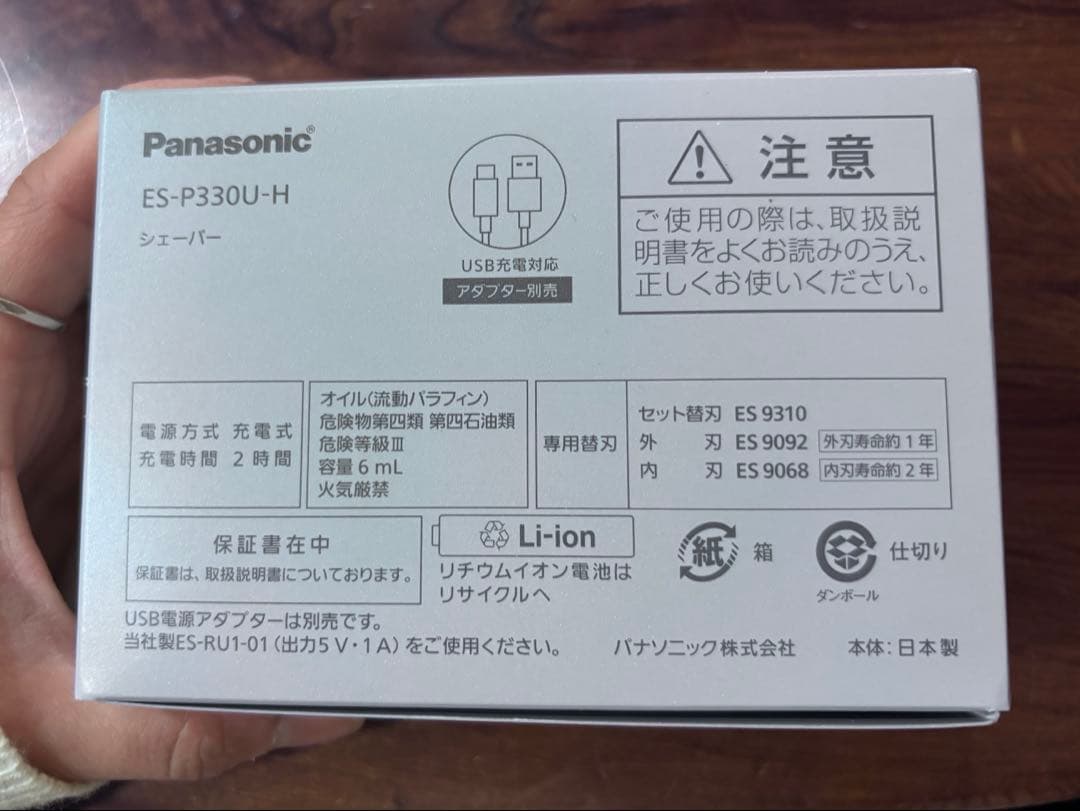 Panasonic®
ES-P330U-H
シェーバー
USB充電対応
アダプター別売
注意
ご使用の際は、取扱説
明書をよくお読みのうえ、
正しくお使いください。
電源方式 充電式
充電時間 2時間
オイル(流動パラフィン)
危険物第四類 第四石油類
危険等級Ⅲ
容量6 mL
火気厳禁
専用替刃
セット替刃 ES 9310
外 刃 ES 9092 外刃寿命約1年
内 刃 ES 9068 内刃寿命約2年
保証書在中
保証書は、取扱説明書についております。
Li-ion
リチウムイオン電池は
リサイクルへ
紙 箱
ダンボール
仕切り
USB電源アダプターは別売です。
当社製ES-RU1-01(出力5V・1A)をご使用ください。
パナソニック株式会社
本体:日本製